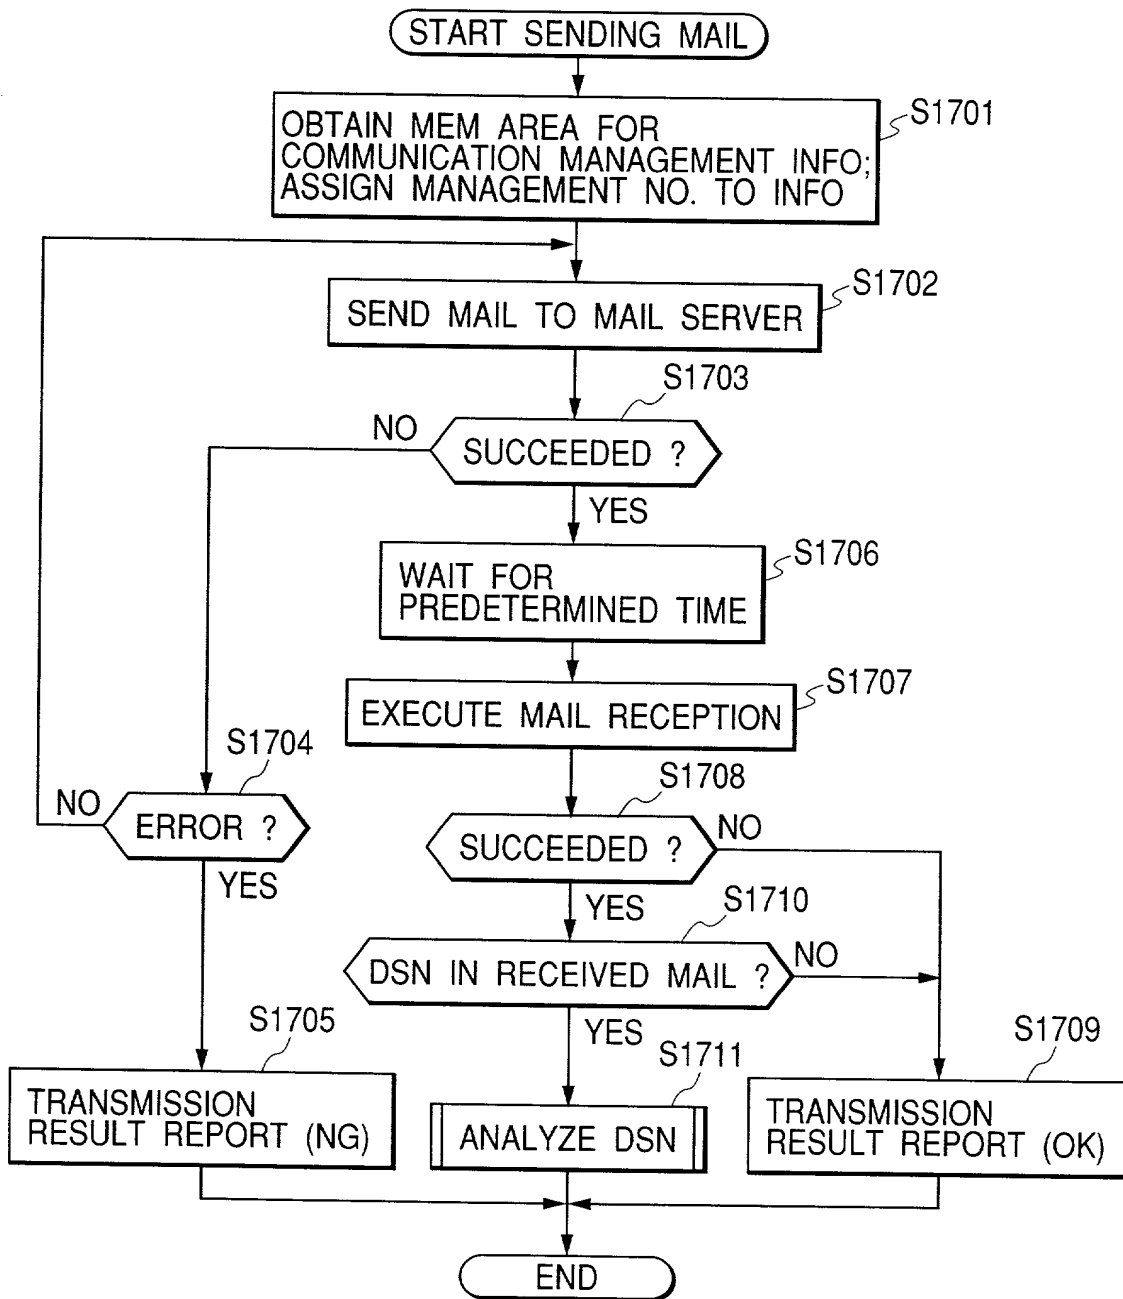 START SENDING MAIL
S1701
OBTAIN MEM AREA FOR
COMMUNICATION MANAGEMENT INFO;
ASSIGN MANAGEMENT NO. TO INFO
S1702
SEND MAIL TO MAIL SERVER
S1703
NO
SUCCEEDED ?
YES
S1706
WAIT FOR
PREDETERMINED TIME
S1707
EXECUTE MAIL RECEPTION
S1704
NO
ERROR ?
YES
S1708
SUCCEEDED ?
NO
YES
S1710
DSN IN RECEIVED MAIL ?
NO
YES
S1705
TRANSMISSION
RESULT REPORT (NG)
S1711
ANALYZE DSN
S1709
TRANSMISSION
RESULT REPORT (OK)
END